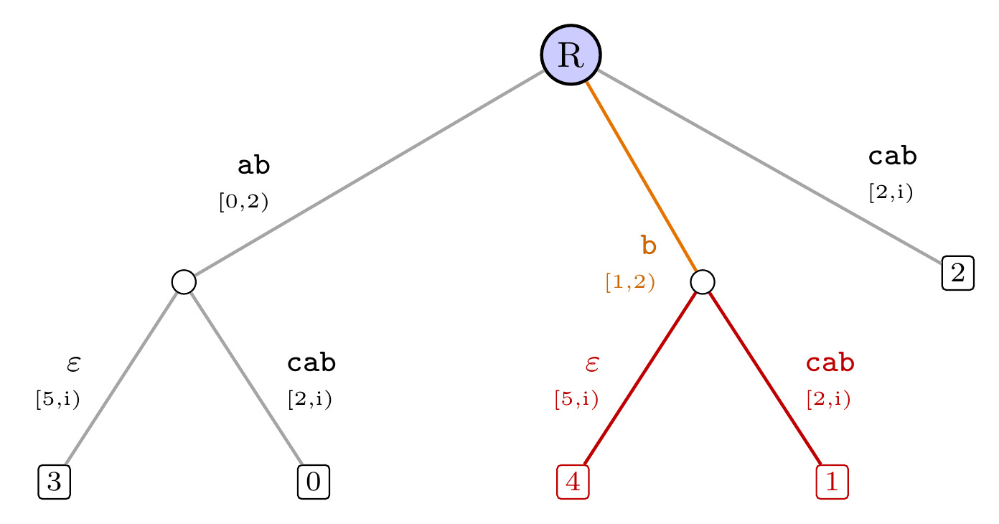 R
ab
[0,2)
cab
[2,i)
b
[1,2)
2
ε
[5,i)
cab
[2,i)
ε
[5,i)
cab
[2,i)
3
0
4
1